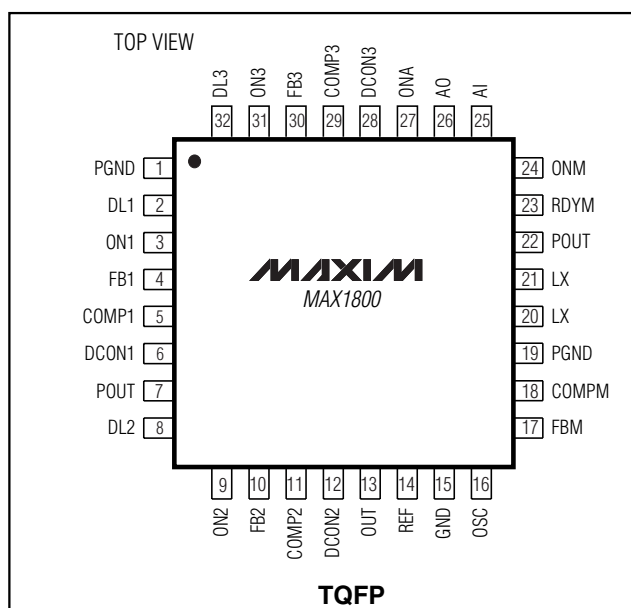 TOP VIEW
DL3 ON3 FB3 COMP3 DCON3 ONA AO AI
32 31 30 29 28 27 26 25
PGND 1
DL1 2
ON1 3
FB1 4
COMP1 5
DCON1 6
POUT 7
DL2 8
MAXIM
MAX1800
24 ONM
23 RDYM
22 POUT
21 LX
20 LX
19 PGND
18 COMPM
17 FBM
9 10 11 12 13 14 15 16
ON2 FB2 COMP2 DCON2 OUT REF GND OSC
TQFP